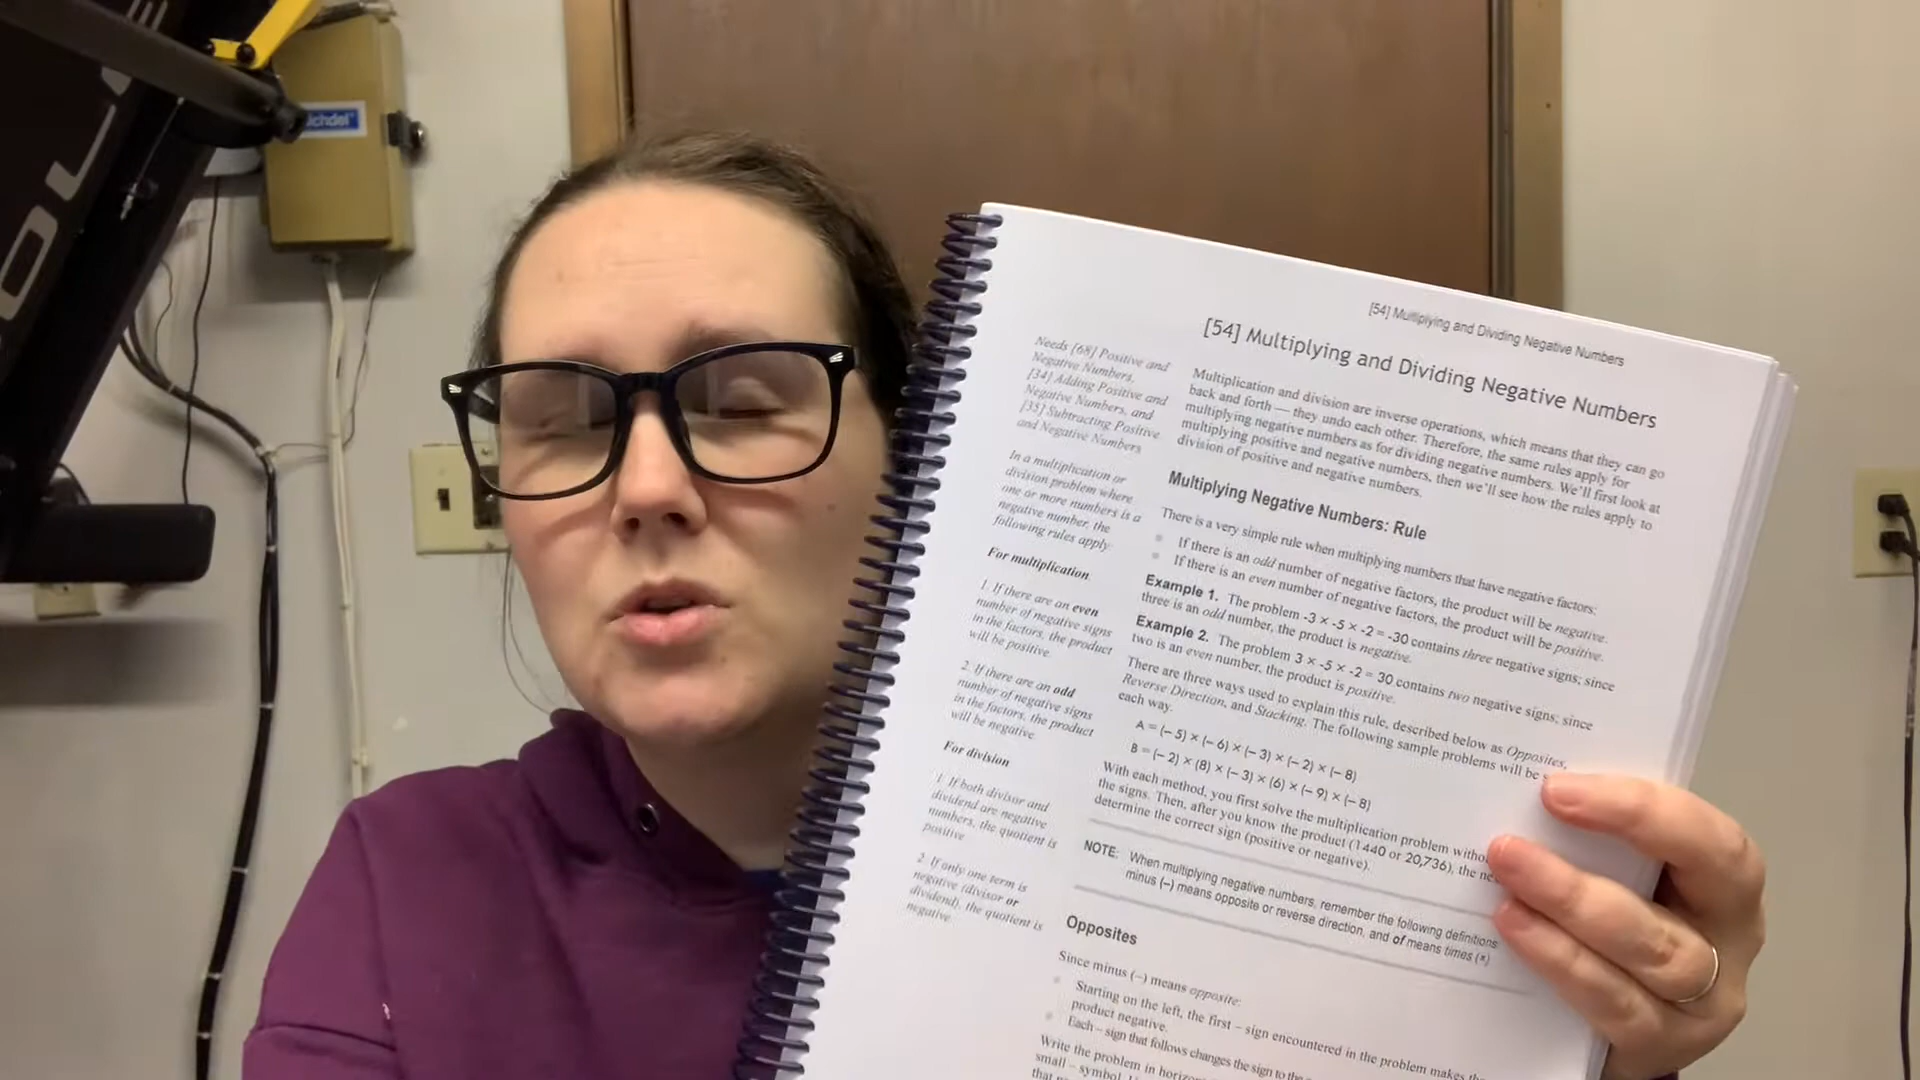 OLE
ichdel
[54] Multiplying and Dividing Negative Numbers
[54] Multiplying and Dividing Negative Numbers
Needs [68] Positive and
Negative Numbers,
[34] Adding Positive and
Negative Numbers, and
[35] Subtracting Positive
and Negative Numbers
In a multiplication or
division problem where
one or more numbers is a
negative number, the
following rules apply:
For multiplication
1. If there are an even
number of negative signs
in the factors, the product
will be positive.
2. If there are an odd
number of negative signs
in the factors, the product
will be negative.
For division
1. If both divisor and
dividend are negative
numbers, the quotient is
positive
2. If only one term is
negative (divisor or
dividend), the quotient is
negative.
Multiplication and division are inverse operations, which means that they can go
back and forth — they undo each other. Therefore, the same rules apply for
multiplying negative numbers as for dividing negative numbers. We'll first look at
multiplying positive and negative numbers, then we'll see how the rules apply to
division of positive and negative numbers.
Multiplying Negative Numbers: Rule
There is a very simple rule when multiplying numbers that have negative factors:
If there is an odd number of negative factors, the product will be negative.
If there is an even number of negative factors, the product will be positive.
Example 1. The problem -3 × -5 × -2 = -30 contains three negative signs; since
three is an odd number, the product is negative.
Example 2. The problem 3 × -5 × -2 = 30 contains two negative signs; since
two is an even number, the product is positive.
There are three ways used to explain this rule, described below as Opposites,
Reverse Direction, and Stacking. The following sample problems will be
each way.
A = (– 5) × (– 6) × (– 3) × (– 2) × (– 8)
B = (– 2) × (8) × (– 3) × (6) × (– 9) × (– 8)
With each method, you first solve the multiplication problem
the signs. Then, after you know the product (1440 or 20,736), the
determine the correct sign (positive or negative).
NOTE: When multiplying negative numbers, remember the following definitions
minus (–) means opposite or reverse direction, and of means times (×)
Opposites
Since minus (–) means opposite:
Starting on the left, the first – sign encountered in the problem makes the
product negative.
Each – sign that follows changes the sign to the
Write the problem in
small – symbol.